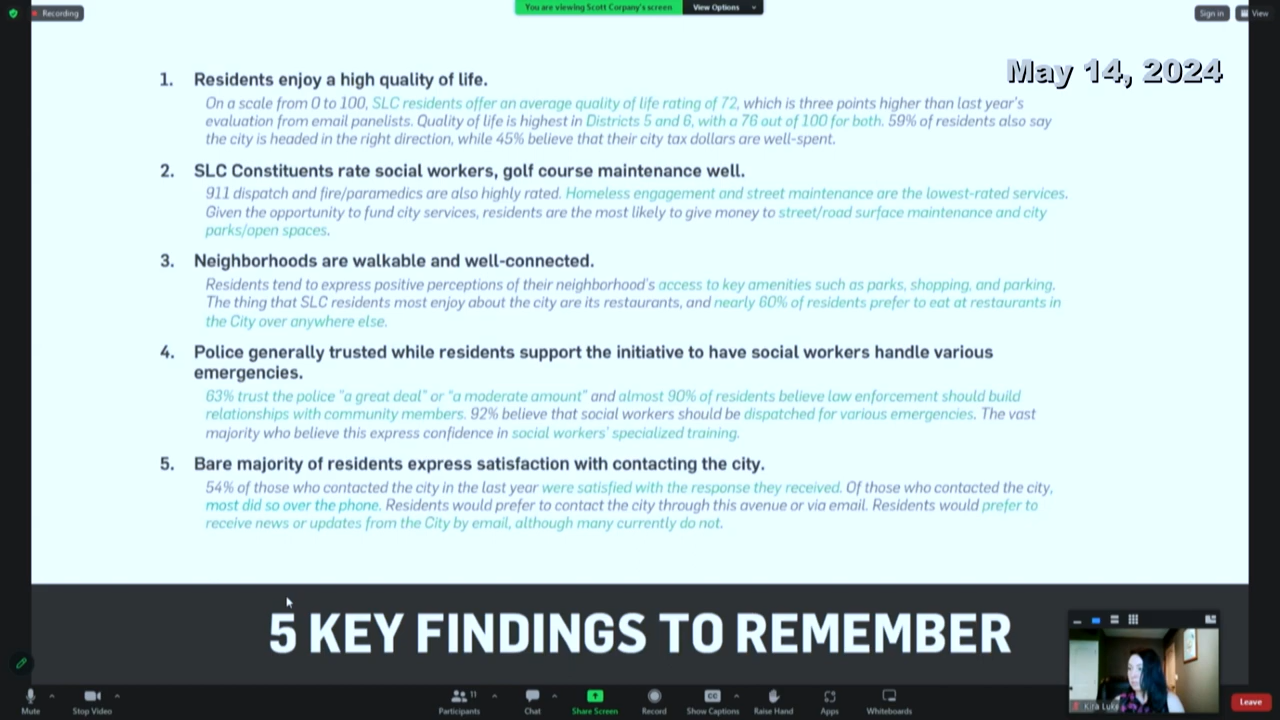 Recording
You are viewing Scott Corpany's screen
View Options
Sign in
View
May 14, 2024
1. Residents enjoy a high quality of life.
On a scale from 0 to 100, SLC residents offer an average quality of life rating of 72, which is three points higher than last year's
evaluation from email panelists. Quality of life is highest in Districts 5 and 6, with a 76 out of 100 for both. 59% of residents also say
the city is headed in the right direction, while 45% believe that their city tax dollars are well-spent.
2. SLC Constituents rate social workers, golf course maintenance well.
911 dispatch and fire/paramedics are also highly rated. Homeless engagement and street maintenance are the lowest-rated services.
Given the opportunity to fund city services, residents are the most likely to give money to street/road surface maintenance and city
parks/open spaces.
3. Neighborhoods are walkable and well-connected.
Residents tend to express positive perceptions of their neighborhood's access to key amenities such as parks, shopping, and parking.
The thing that SLC residents most enjoy about the city are its restaurants, and nearly 60% of residents prefer to eat at restaurants in
the City over anywhere else.
4. Police generally trusted while residents support the initiative to have social workers handle various
emergencies.
63% trust the police "a great deal" or "a moderate amount" and almost 90% of residents believe law enforcement should build
relationships with community members. 92% believe that social workers should be dispatched for various emergencies. The vast
majority who believe this express confidence in social workers' specialized training.
5. Bare majority of residents express satisfaction with contacting the city.
54% of those who contacted the city in the last year were satisfied with the response they received. Of those who contacted the city,
most did so over the phone. Residents would prefer to contact the city through this avenue or via email. Residents would prefer to
receive news or updates from the City by email, although many currently do not.
5 KEY FINDINGS TO REMEMBER
Kira Luke
Mute
Stop Video
Participants
11
Chat
Share Screen
Record
CC
Show Captions
Raise Hand
Apps
Whiteboards
Leave